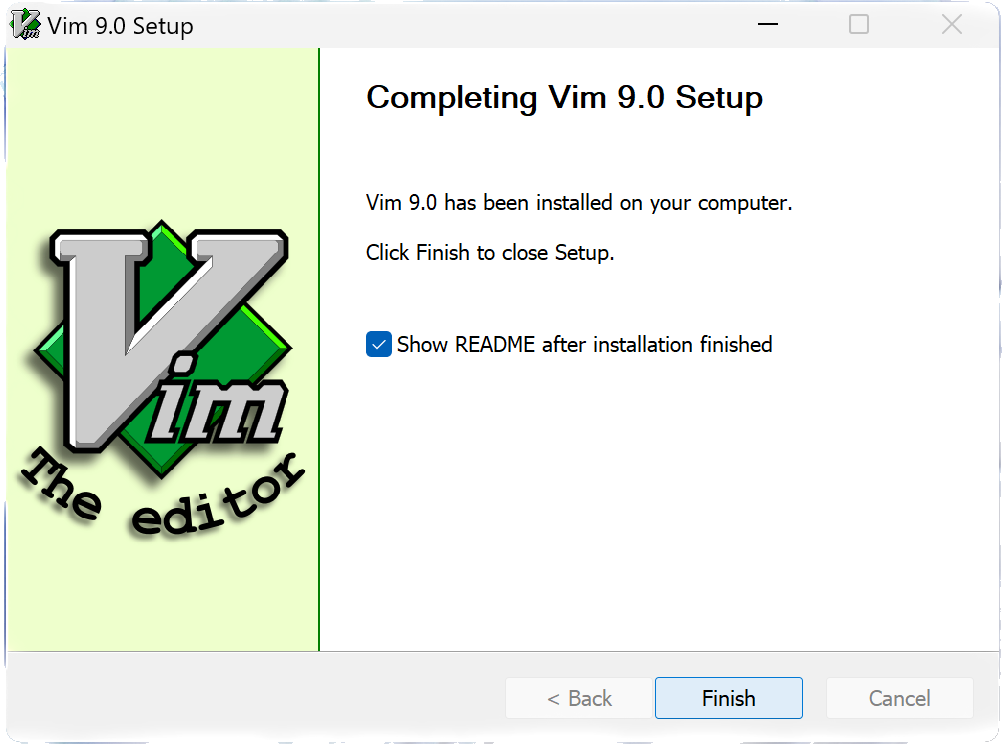 Vim 9.0 Setup
Completing Vim 9.0 Setup
Vim 9.0 has been installed on your computer.
Click Finish to close Setup.
Show README after installation finished
Vim
The editor
< Back
Finish
Cancel